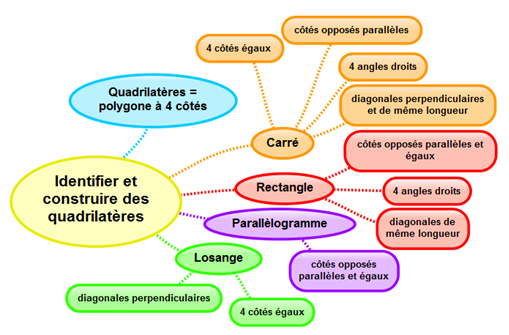 côtés opposés parallèles
4 côtés égaux
4 angles droits
Quadrilatères =
polygone à 4 côtés
diagonales perpendiculaires
et de même longueur
Carré
côtés opposés parallèles et
égaux
Identifier et
construire des
quadrilatères
Rectangle
4 angles droits
diagonales de
même longueur
Parallèlogramme
Losange
côtés opposés
parallèles et égaux
diagonales perpendiculaires
4 côtés égaux